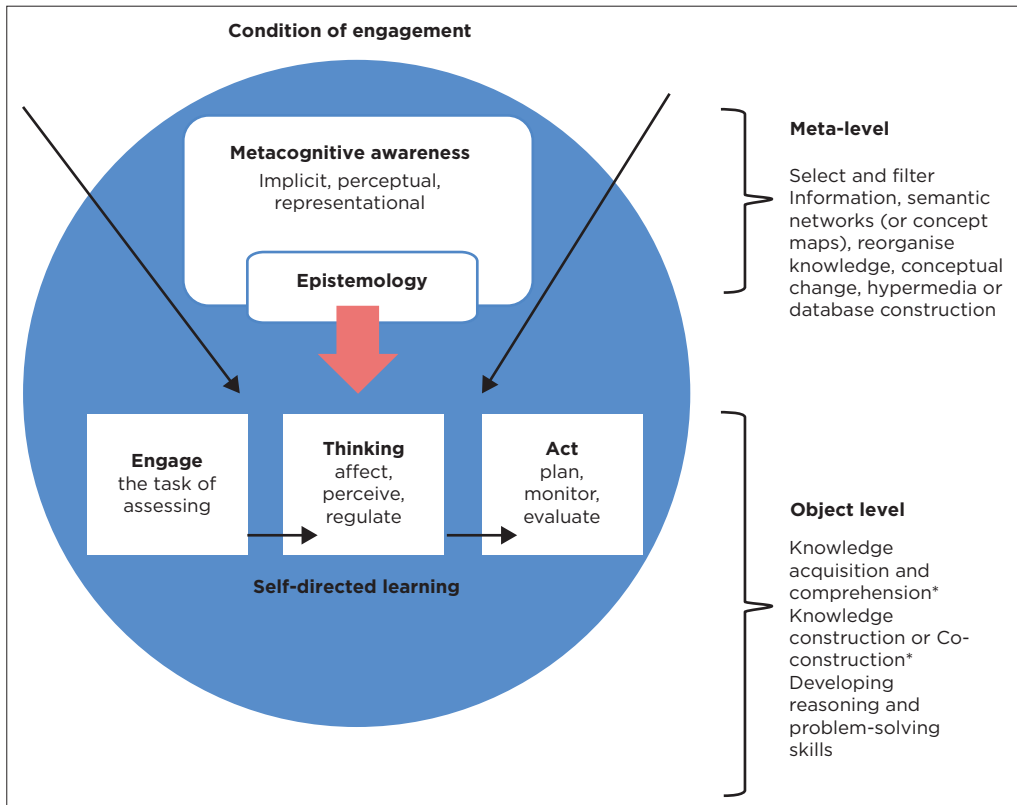 Condition of engagement
Metacognitive awareness
Implicit, perceptual,
representational
Epistemology
Engage
the task of
assessing
Thinking
affect,
perceive,
regulate
Act
plan,
monitor,
evaluate
Self-directed learning
Meta-level
Select and filter
Information, semantic
networks (or concept
maps), reorganise
knowledge, conceptual
change, hypermedia or
database construction
Object level
Knowledge
acquisition and
comprehension*
Knowledge
construction or Co-
construction*
Developing
reasoning and
problem-solving
skills